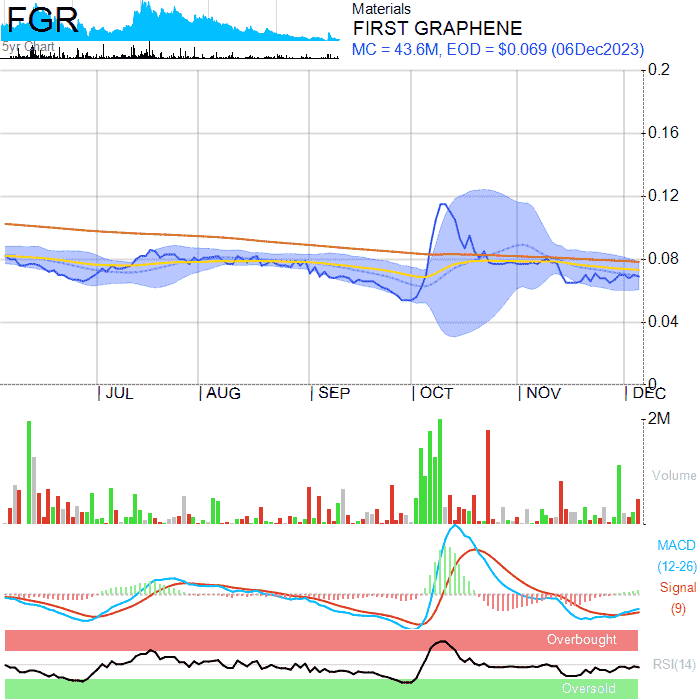 FGR
5yr Chart
Materials
FIRST GRAPHENE
MC = 43.6M, EOD = $0.069 (06Dec2023)
0.2
0.16
0.12
0.08
0.04
0
JUL AUG SEP OCT NOV DEC
2M
Volume
MACD
(12-26)
Signal
(9)
Overbought
RSI(14)
Oversold